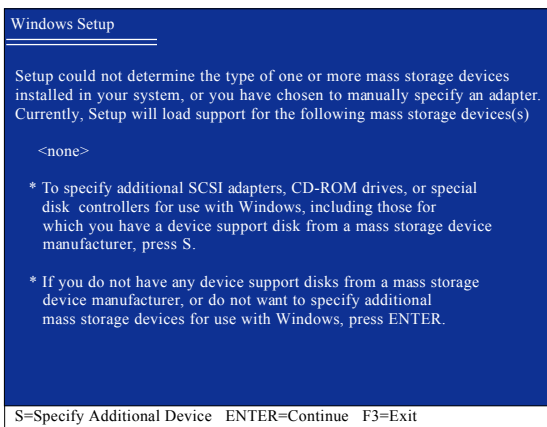 Windows Setup
Setup could not determine the type of one or more mass storage devices
installed in your system, or you have chosen to manually specify an adapter.
Currently, Setup will load support for the following mass storage devices(s)
<none>
* To specify additional SCSI adapters, CD-ROM drives, or special
disk controllers for use with Windows, including those for
which you have a device support disk from a mass storage device
manufacturer, press S.
* If you do not have any device support disks from a mass storage
device manufacturer, or do not want to specify additional
mass storage devices for use with Windows, press ENTER.
S=Specify Additional Device ENTER=Continue F3=Exit